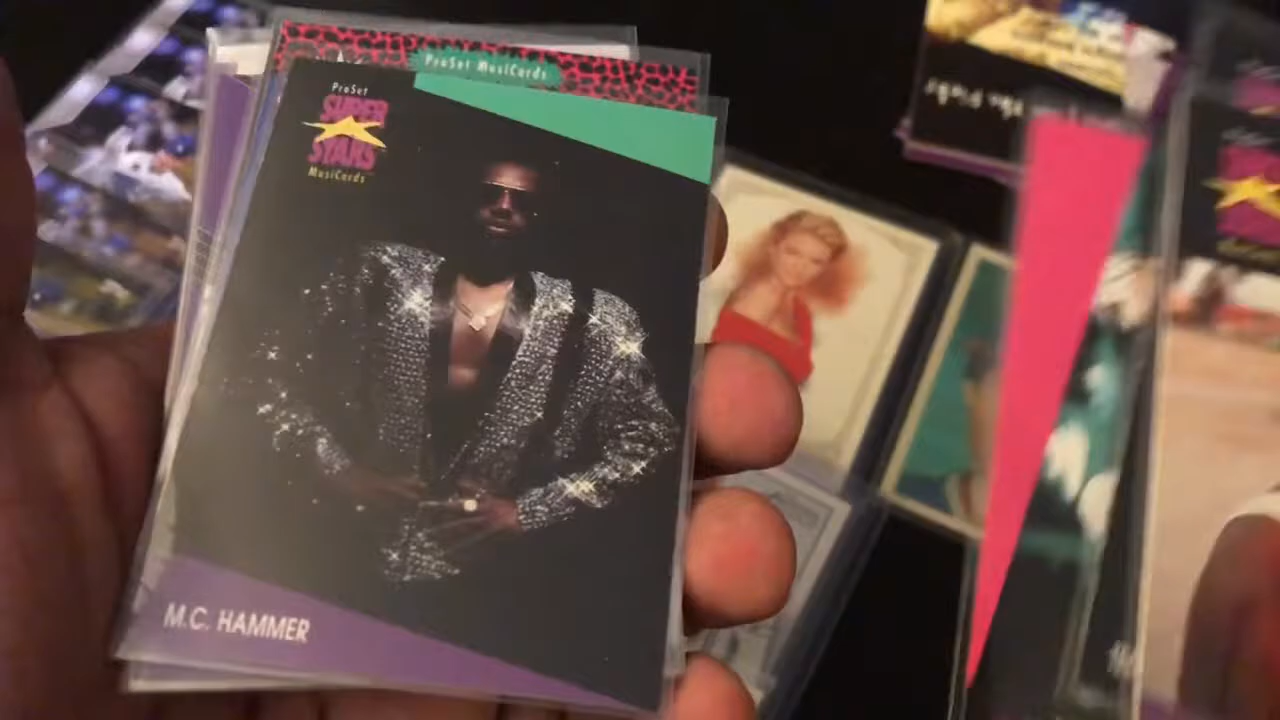 ProSet MusiCards
ProSet
SUPER
STARS
MusiCards
M.C. HAMMER